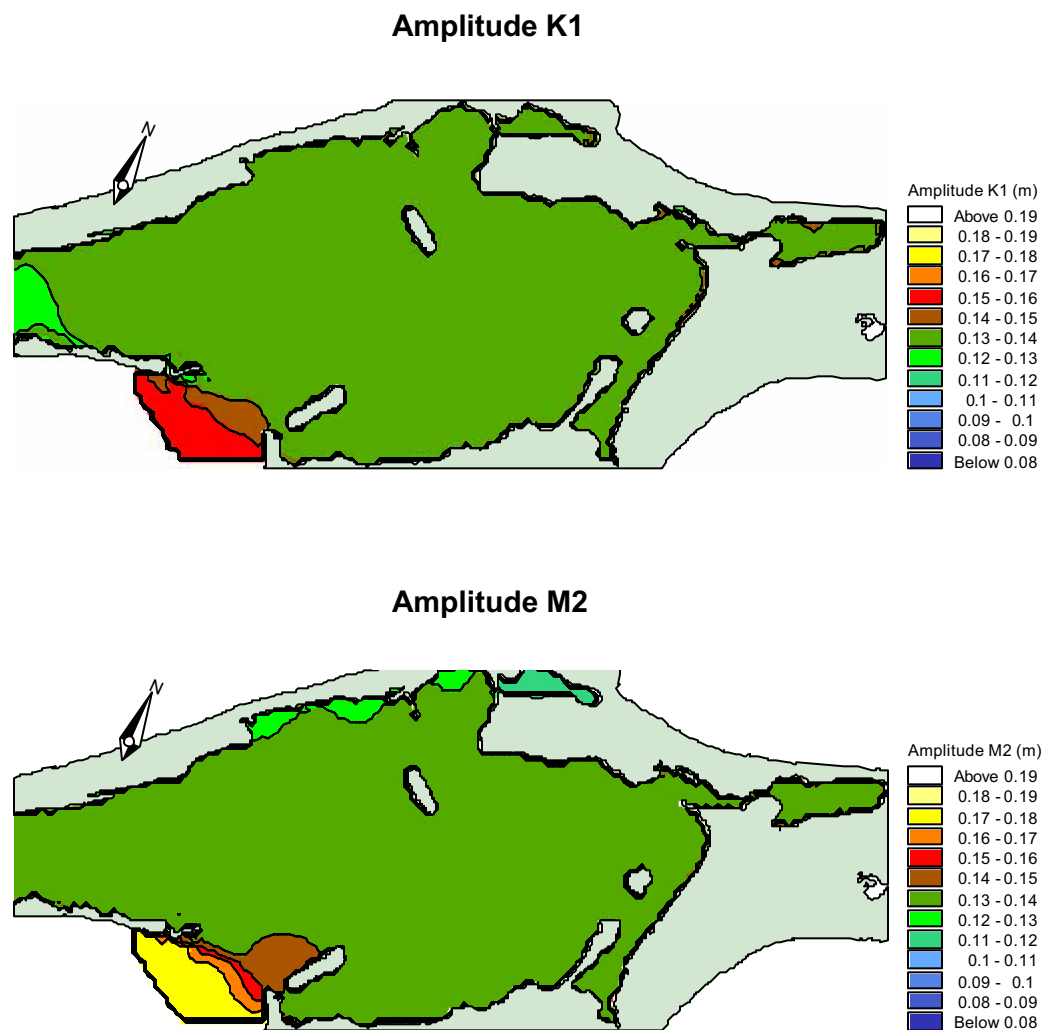 Amplitude K1
N
Amplitude K1 (m)
Above 0.19
0.18 - 0.19
0.17 - 0.18
0.16 - 0.17
0.15 - 0.16
0.14 - 0.15
0.13 - 0.14
0.12 - 0.13
0.11 - 0.12
0.1 - 0.11
0.09 - 0.1
0.08 - 0.09
Below 0.08
Amplitude M2
N
Amplitude M2 (m)
Above 0.19
0.18 - 0.19
0.17 - 0.18
0.16 - 0.17
0.15 - 0.16
0.14 - 0.15
0.13 - 0.14
0.12 - 0.13
0.11 - 0.12
0.1 - 0.11
0.09 - 0.1
0.08 - 0.09
Below 0.08